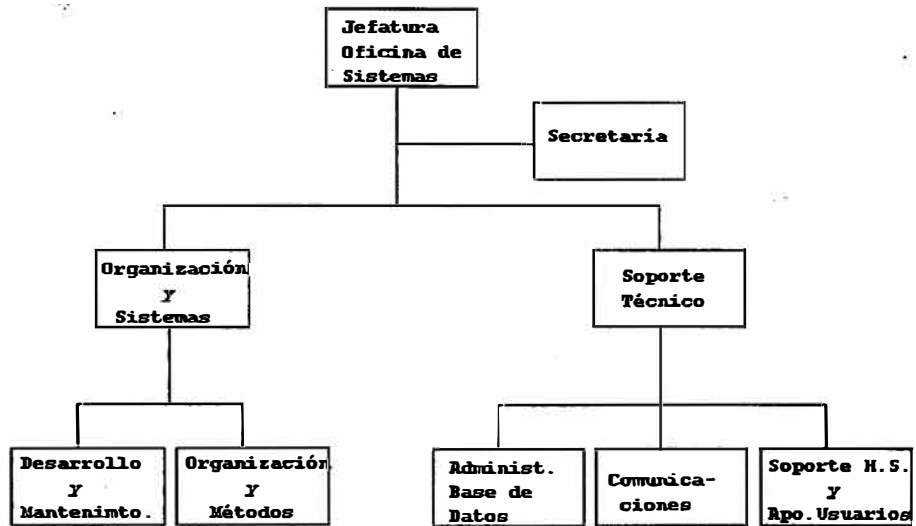 Jefatura
Oficina de
Sistemas
Secretaría
Organización
y
Sistemas
Soporte
Técnico
Desarrollo
y
Mantenimto.
Organización
y
Métodos
Administ.
Base de
Datos
Comunica-
ciones
Soporte H.S.
y
Apo.Usuarios